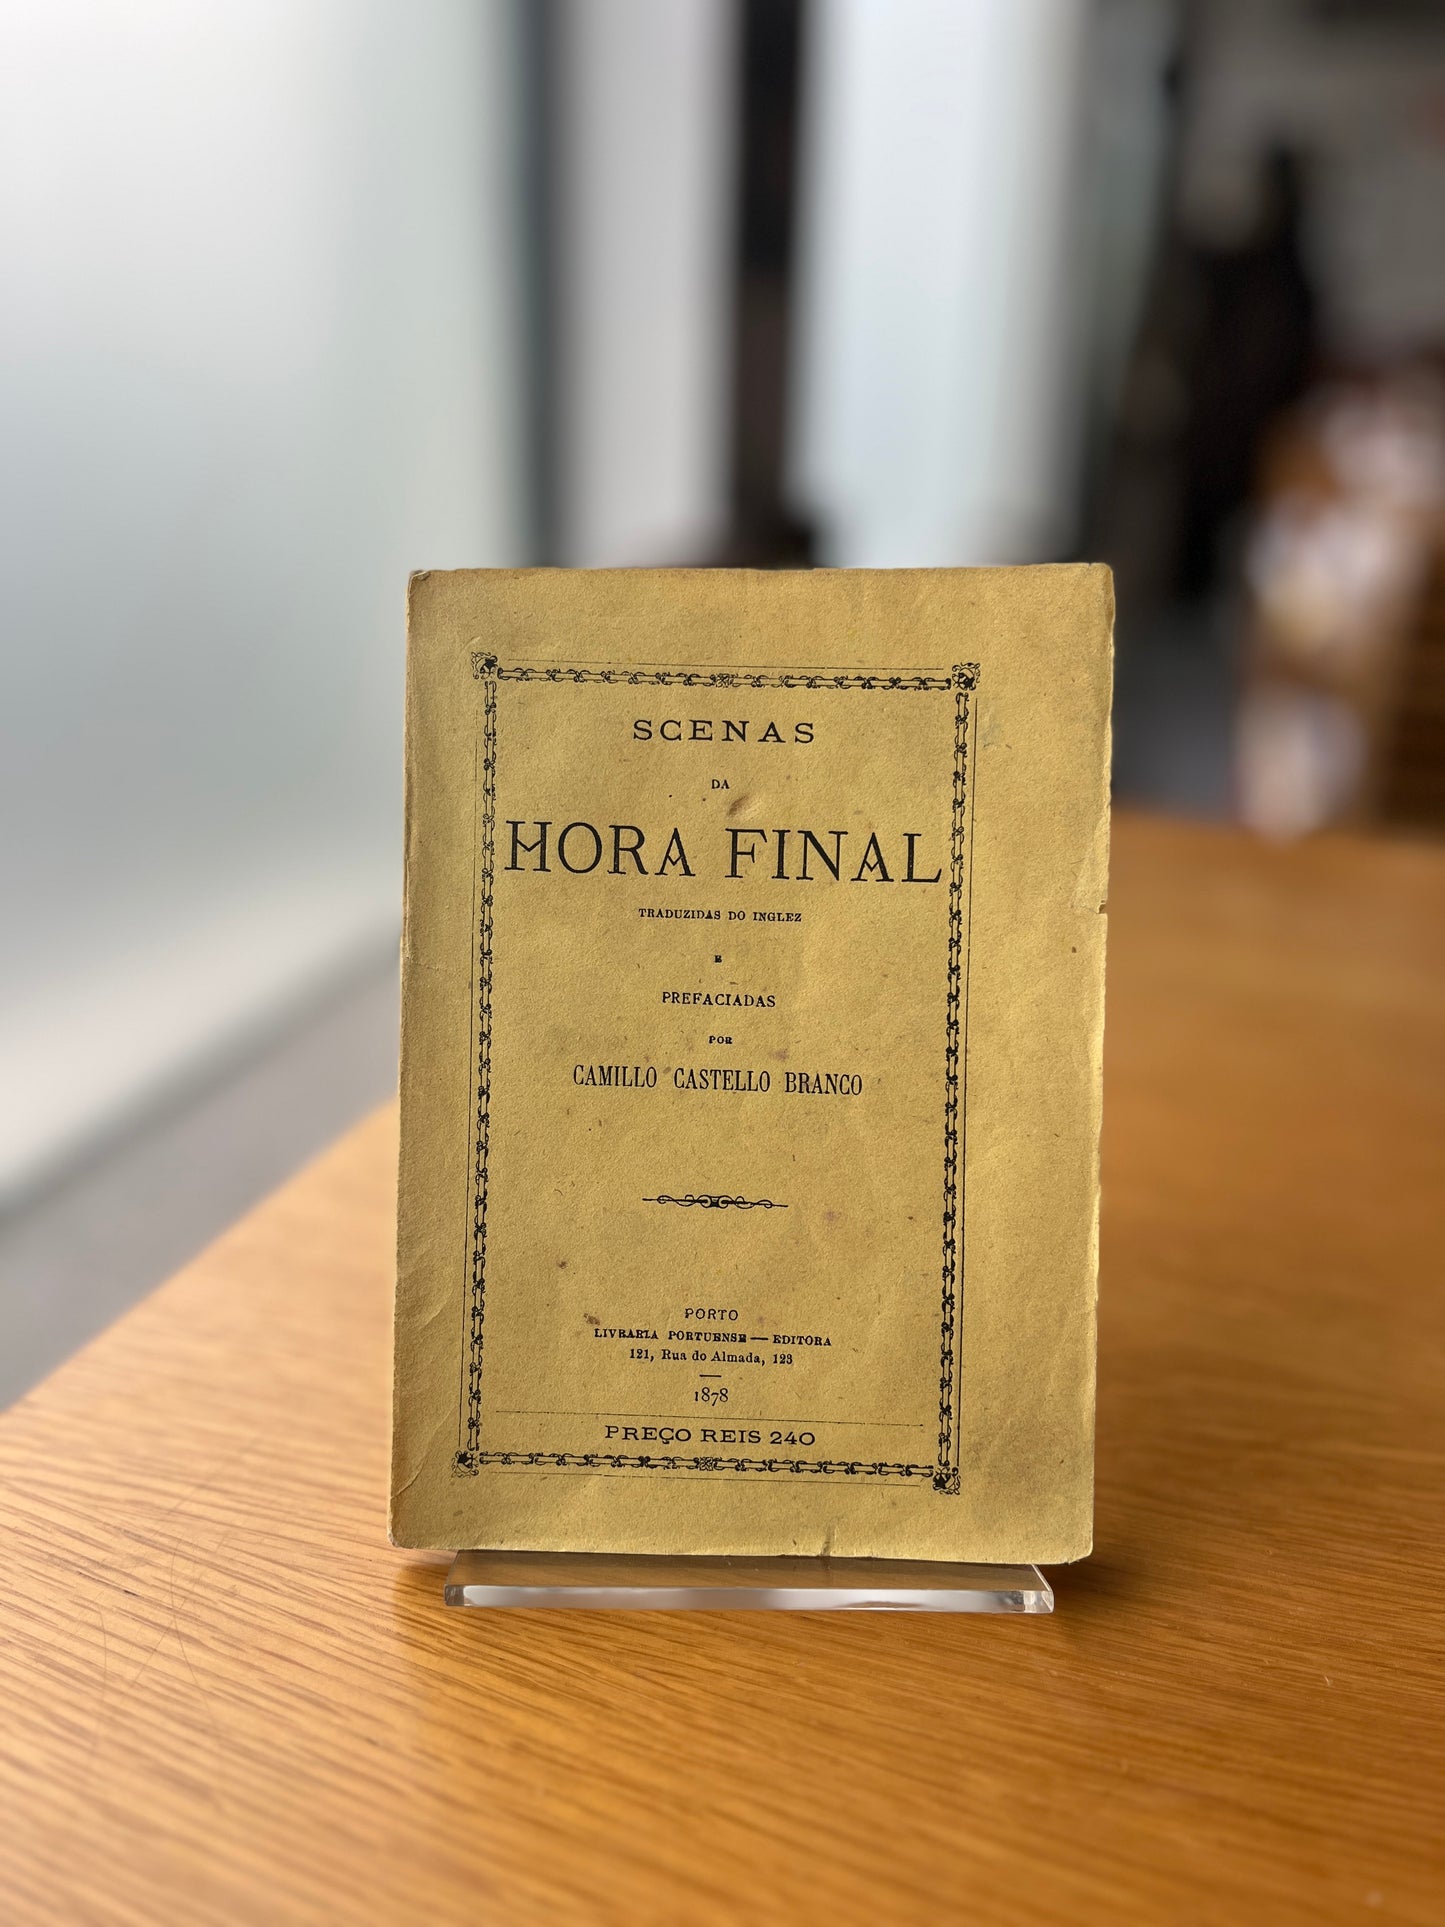 SCENAS
DA
HORA FINAL
TRADUZIDAS DO INGLEZ
E
PREFACIADAS
POR
CAMILLO CASTELLO BRANCO
PORTO
LIVRARIA PORTUENSE — EDITORA
121, Rua do Almada, 123
1878
PREÇO REIS 240